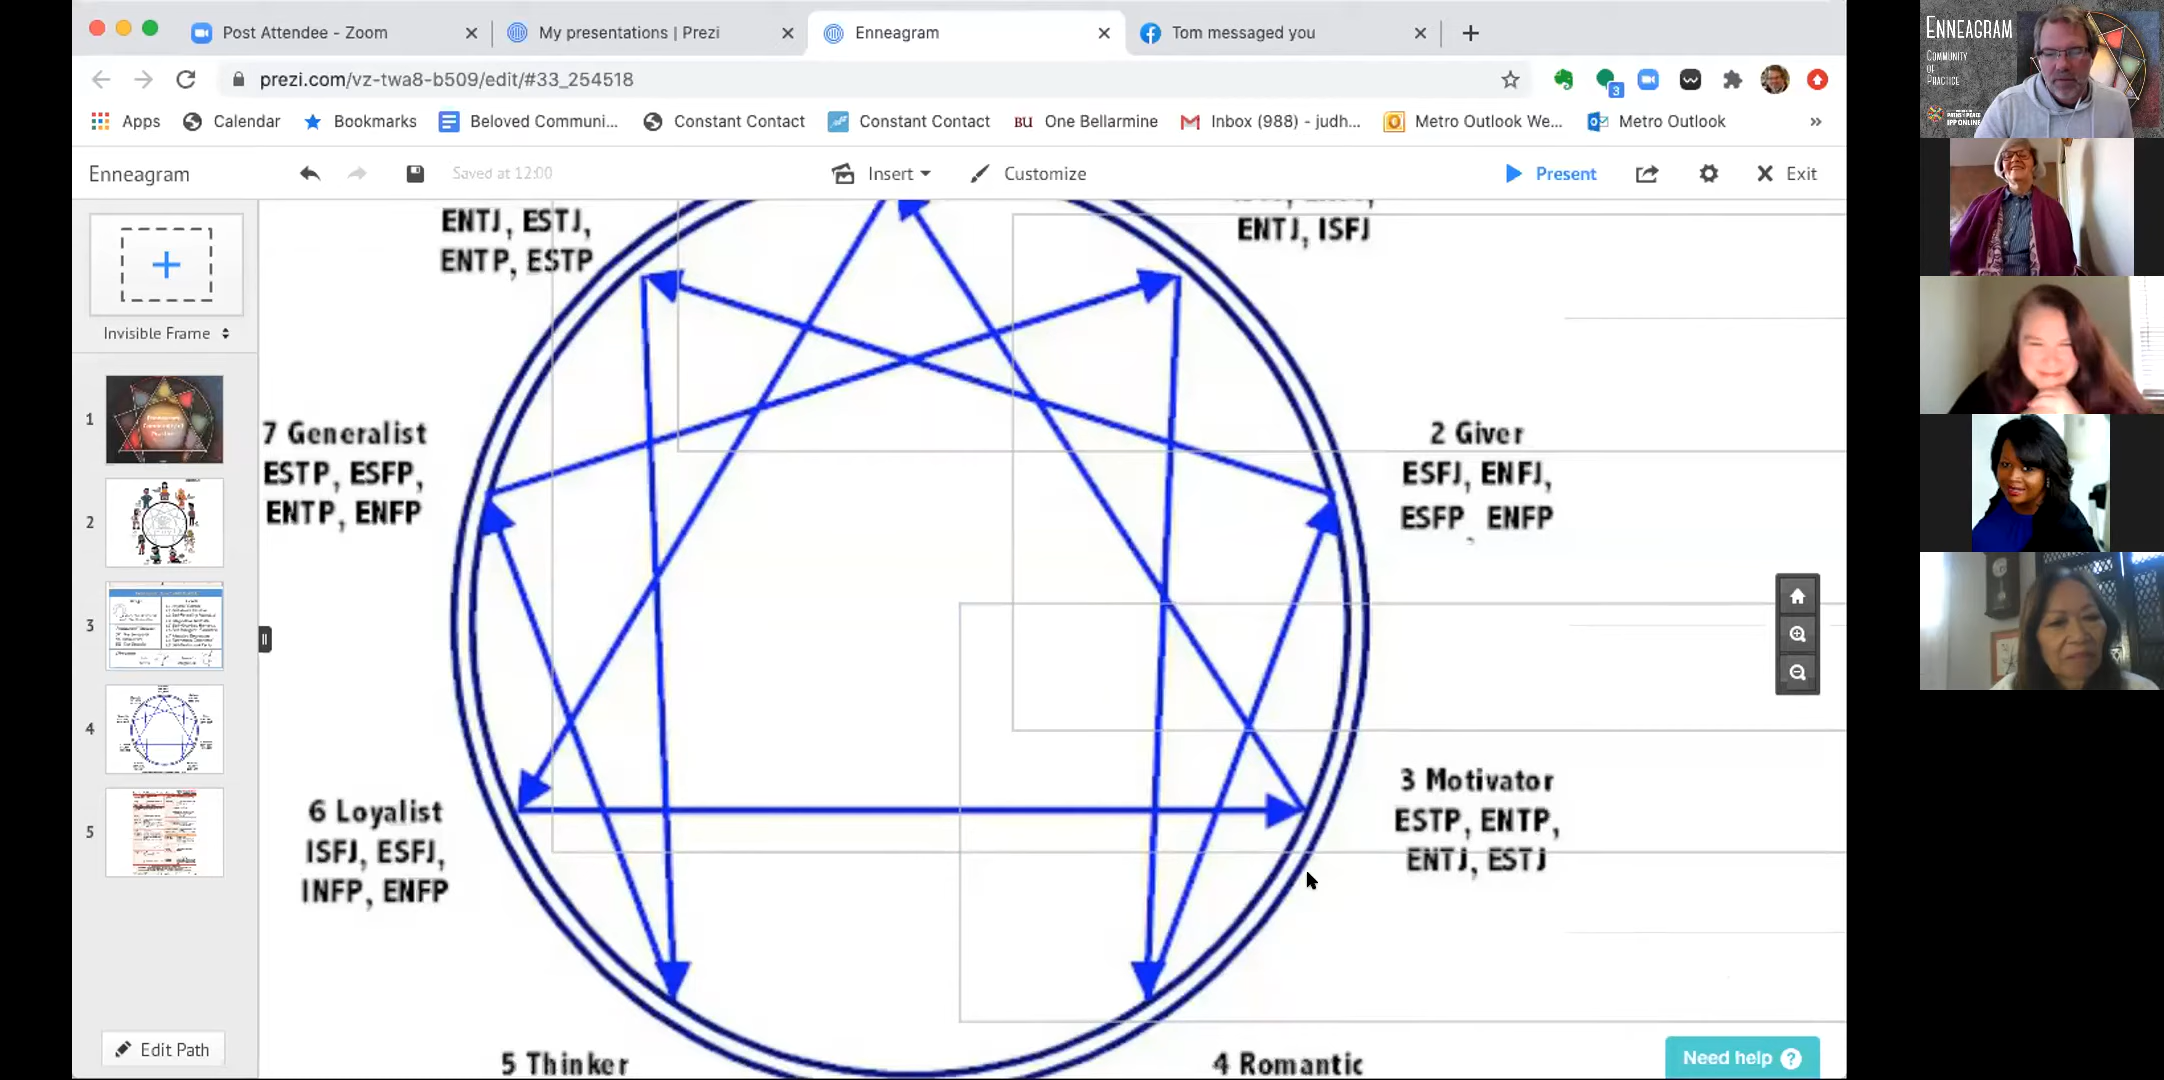 Post Attendee - Zoom
My presentations | Prezi
Enneagram
Tom messaged you
prezi.com/vz-twa8-b509/edit/#33_254518
3
Apps
Calendar
Bookmarks
Beloved Communi...
Constant Contact
Constant Contact
BU One Bellarmine
Inbox (988) - judh...
Metro Outlook We...
Metro Outlook
»
Enneagram
Saved at 12:00
Insert
Customize
Present
Exit
Invisible Frame
1
2
3
4
5
Edit Path
ENTJ, ESTJ,
ENTP, ESTP
ENTJ, ISFJ
7 Generalist
ESTP, ESFP,
ENTP, ENFP
2 Giver
ESFJ, ENFJ,
ESFP, ENFP
6 Loyalist
ISFJ, ESFJ,
INFP, ENFP
3 Motivator
ESTP, ENTP,
ENTJ, ESTJ
5 Thinker
4 Romantic
Need help ?
ENNEAGRAM
COMMUNITY
OF
PRACTICE